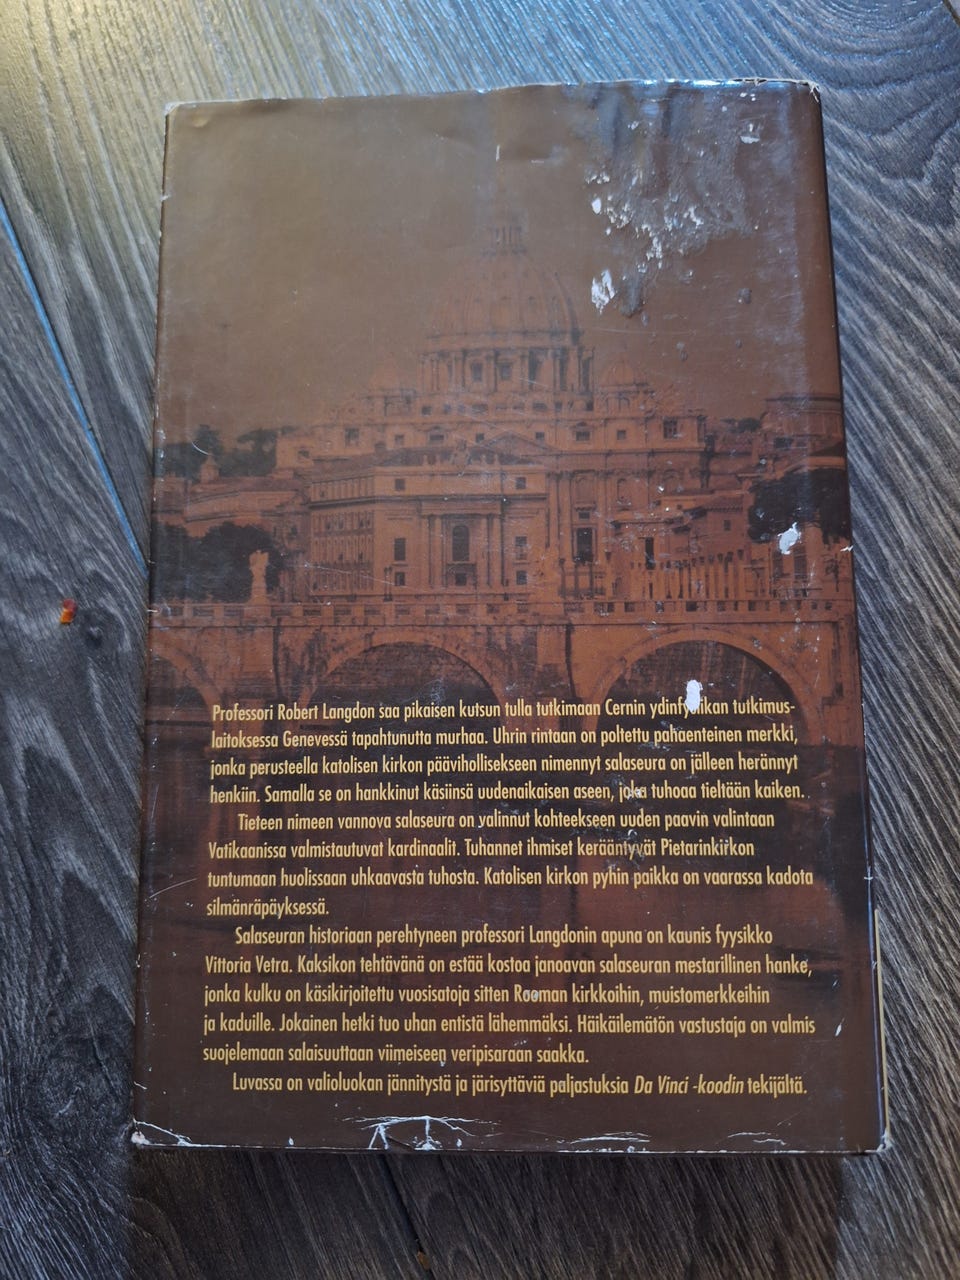 Professori Robert Langdon saa pikaisen kutsun tulla tutkimaan Cernin tutkimus-
laitoksessa Genevessä tapahtunutta murhaa. Uhrin rintaan on poltettu pahaenteinen merkki,
jonka perusteella katolisen kirkon päävihollisekseen nimennyt salaseura on jälleen herännyt
henkiin. Samalla se on hankkinut käsiinsä uudenaikaisen aseen, joka tuhoaa tieltään kaiken.
Tieteen nimeen vannova salaseura on valinnut kohteekseen uuden paavin valintaan
Vatikaanissa valmistautuvat kardinaalit. Tuhannet ihmiset kerääntyvät Pietarinkirkon
tuntumaan huolissaan uhkaavasta tuhosta. Katolisen kirkon pyhin paikka on vaarassa kadota
silmänräpäyksessä.
Salaseuran historiaan perehtyneen professori Langdonin apuna on kaunis fyysikko
Vittoria Vetra. Kaksikon tehtävänä on estää kostoa janoavan salaseuran mestarillinen hanke,
jonka kulku on käsikirjoitettu vuosisatoja sitten Rooman kirkkoihin, muistomerkkeihin
ja kaduille. Jokainen hetki tuo uhan entistä lähemmäksi. Häikäilemätön vastustaja on valmis
suojelemaan salaisuuttaan viimeiseen veripisaraan saakka.
Luvassa on valioluokan jännitystä ja järisyttäviä paljastuksia Da Vinci -koodin tekijältä.